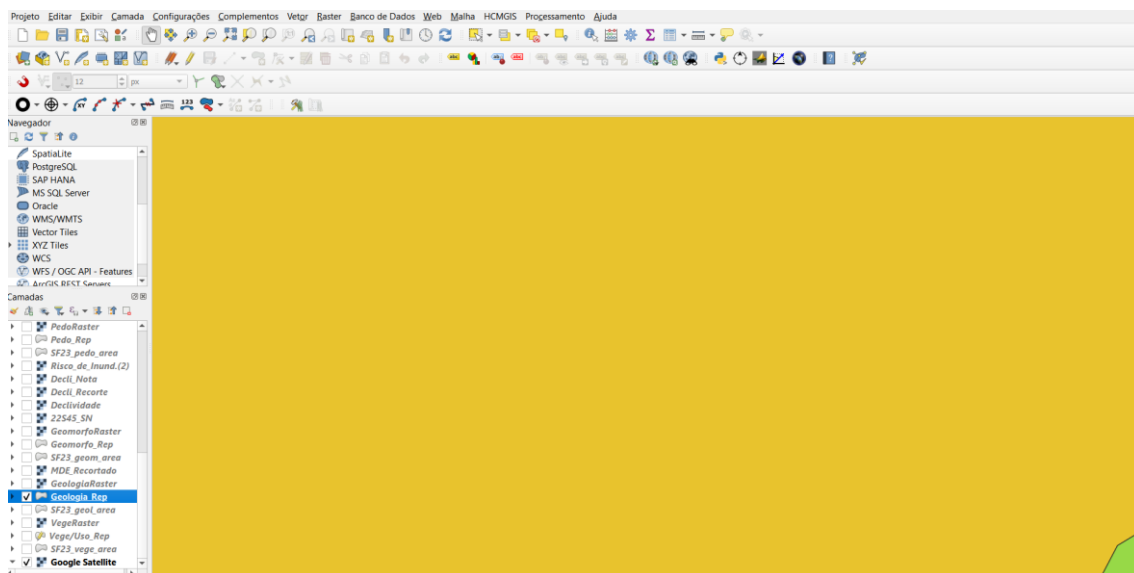 Projeto Editar Exibir Camada Configurações Complementos Vetor Raster Banco de Dados Web Malha HCMGIS Processamento Ajuda
12 px
XY 123
Navegador
SpatiaLite
PostgreSQL
SAP HANA
MS SQL Server
Oracle
WMS/WMTS
Vector Tiles
XYZ Tiles
WCS
WFS / OGC API - Features
ArcGIS REST Servers
Camadas
PedoRaster
Pedo_Rep
SF23_pedo_area
Risco_de_Inund.(2)
Decli_Nota
Decli_Recorte
Declividade
22S45_SN
GeomorfoRaster
Geomorfo_Rep
SF23_geom_area
MDE_Recortado
GeologiaRaster
Geologia_Rep
SF23_geol_area
VegeRaster
Vege/Uso_Rep
SF23_vege_area
Google Satellite